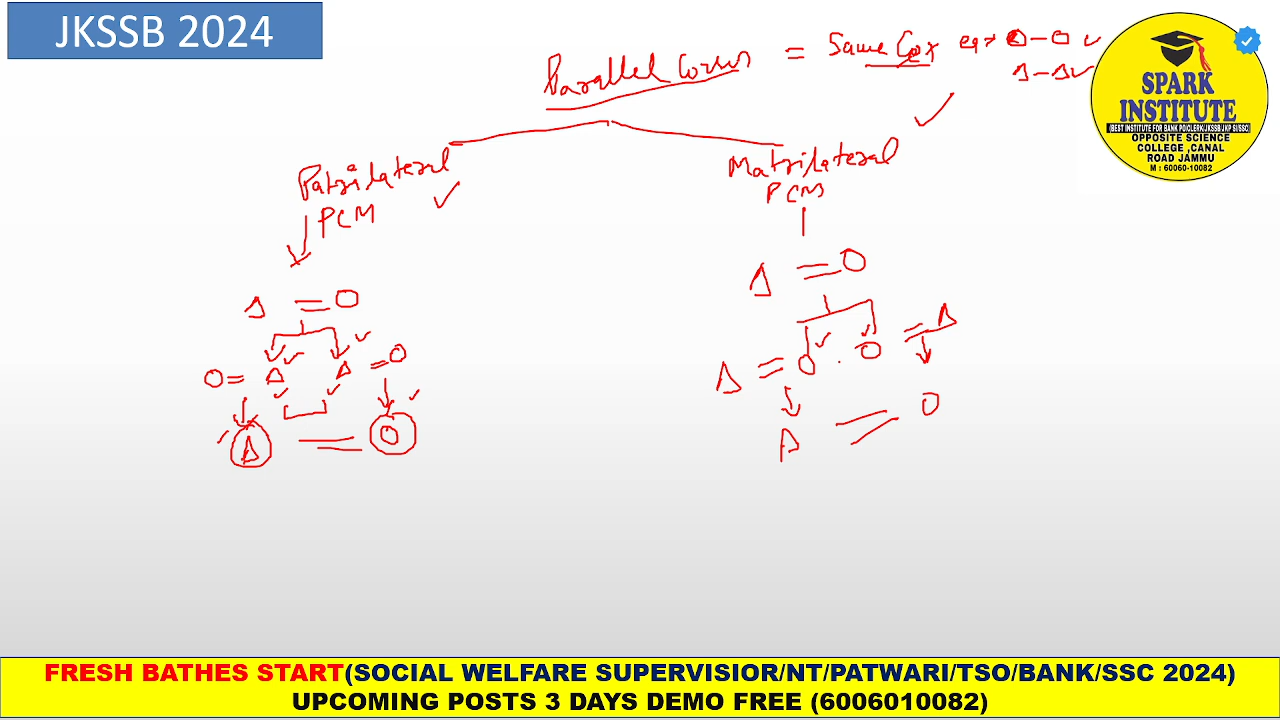 JKSSB 2024
Parallel Cousin = Same Sex eg→ O-O ✓
Δ-Δ✓
SPARK
INSTITUTE
(BEST INSTITUTE FOR BANK PO/CLERK/JKSSB/JKP SI/SSC)
OPPOSITE SCIENCE
COLLEGE ,CANAL
ROAD JAMMU
M : 60060-10082
Patrilateral
PCM
Matrilateral
PCM
Δ = O
O = Δ Δ = O
Δ = O
Δ = O
Δ = O O = Δ
Δ = O
FRESH BATHES START(SOCIAL WELFARE SUPERVISIOR/NT/PATWARI/TSO/BANK/SSC 2024)
UPCOMING POSTS 3 DAYS DEMO FREE (6006010082)